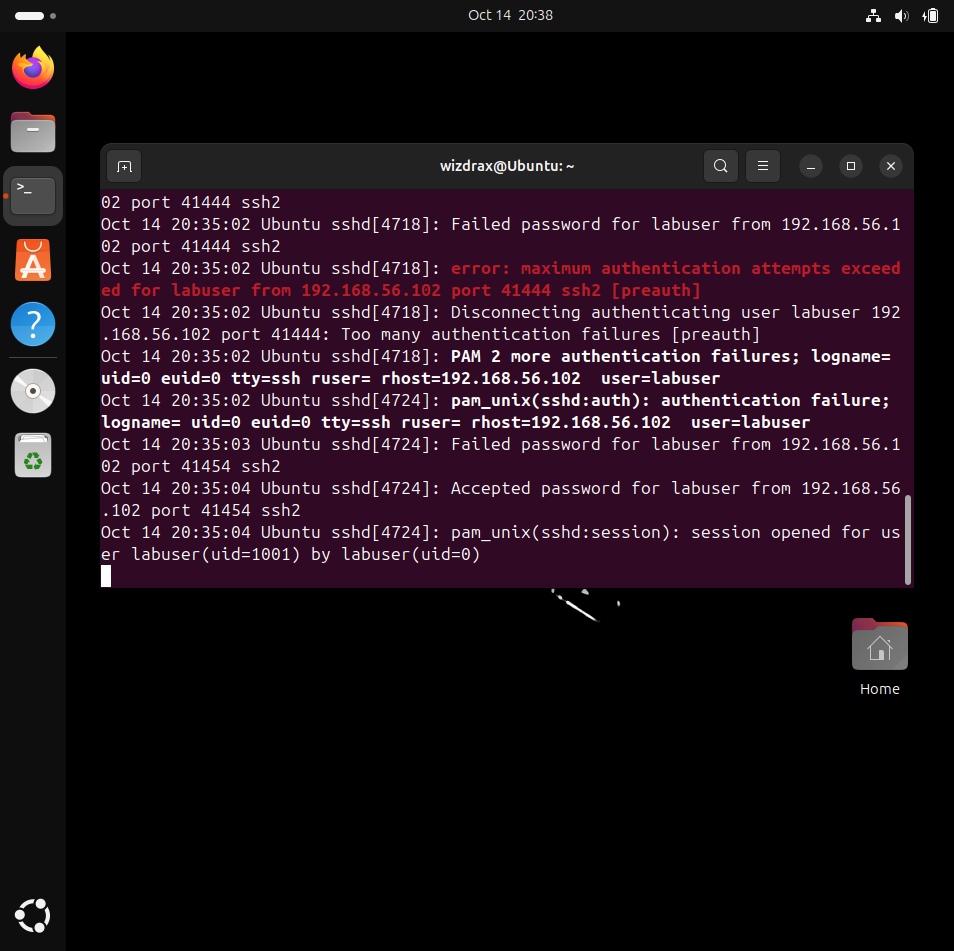 Oct 14 20:38
wizdrax@Ubuntu: ~
>_
02 port 41444 ssh2
Oct 14 20:35:02 Ubuntu sshd[4718]: Failed password for labuser from 192.168.56.1
02 port 41444 ssh2
Oct 14 20:35:02 Ubuntu sshd[4718]: error: maximum authentication attempts exceed
ed for labuser from 192.168.56.102 port 41444 ssh2 [preauth]
Oct 14 20:35:02 Ubuntu sshd[4718]: Disconnecting authenticating user labuser 192
.168.56.102 port 41444: Too many authentication failures [preauth]
Oct 14 20:35:02 Ubuntu sshd[4718]: PAM 2 more authentication failures; logname=
uid=0 euid=0 tty=ssh ruser= rhost=192.168.56.102  user=labuser
Oct 14 20:35:02 Ubuntu sshd[4724]: pam_unix(sshd:auth): authentication failure;
logname= uid=0 euid=0 tty=ssh ruser= rhost=192.168.56.102  user=labuser
Oct 14 20:35:03 Ubuntu sshd[4724]: Failed password for labuser from 192.168.56.1
02 port 41454 ssh2
Oct 14 20:35:04 Ubuntu sshd[4724]: Accepted password for labuser from 192.168.56
.102 port 41454 ssh2
Oct 14 20:35:04 Ubuntu sshd[4724]: pam_unix(sshd:session): session opened for us
er labuser(uid=1001) by labuser(uid=0)
Home